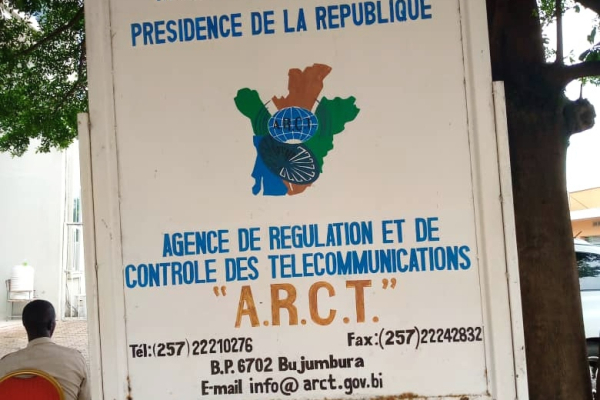 PRESIDENCE DE LA REPUBLIQUE
A.R.C.T
AGENCE DE REGULATION ET DE
CONTROLE DES TELECOMMUNICATIONS
"A.R.C.T."
Tél:(257) 22210276 Fax:(257)22242832
B.P. 6702 Bujumbura
E-mail info@arct.gov.bi